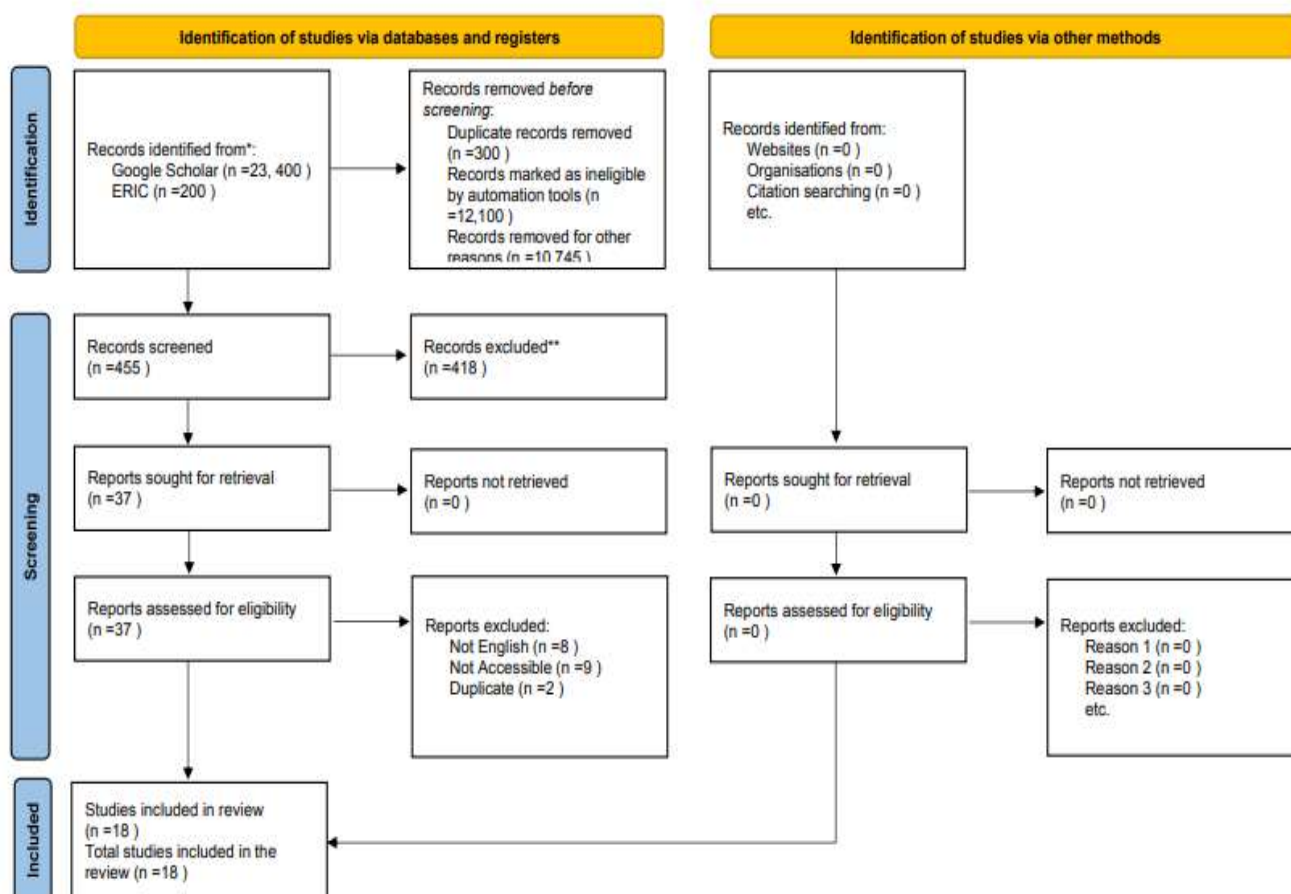 Identification of studies via databases and registers
Identification of studies via other methods
Identification
Records identified from*:
Google Scholar (n =23, 400 )
ERIC (n =200 )
Records removed before
screening:
Duplicate records removed
(n =300 )
Records marked as ineligible
by automation tools (n
=12,100 )
Records removed for other
reasons (n =10,745 )
Records identified from:
Websites (n =0 )
Organisations (n =0 )
Citation searching (n =0 )
etc.
Screening
Records screened
(n =455 )
Records excluded**
(n =418 )
Reports sought for retrieval
(n =37 )
Reports not retrieved
(n =0 )
Reports sought for retrieval
(n =0 )
Reports not retrieved
(n =0 )
Reports assessed for eligibility
(n =37 )
Reports excluded:
Not English (n =8 )
Not Accessible (n =9 )
Duplicate (n =2 )
Reports assessed for eligibility
(n =0 )
Reports excluded:
Reason 1 (n =0 )
Reason 2 (n =0 )
Reason 3 (n =0 )
etc.
Included
Studies included in review
(n =18 )
Total studies included in the
review (n =18 )